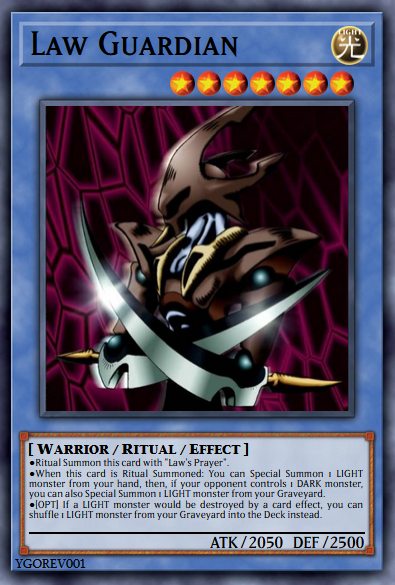 LAW GUARDIAN
LIGHT
光
[ WARRIOR / RITUAL / EFFECT ]
●Ritual Summon this card with "Law's Prayer".
●When this card is Ritual Summoned: You can Special Summon 1 LIGHT
monster from your hand, then, if your opponent controls 1 DARK monster,
you can also Special Summon 1 LIGHT monster from your Graveyard.
●[OPT] If a LIGHT monster would be destroyed by a card effect, you can
shuffle 1 LIGHT monster from your Graveyard into the Deck instead.
ATK / 2050 DEF / 2500
YGOREV001